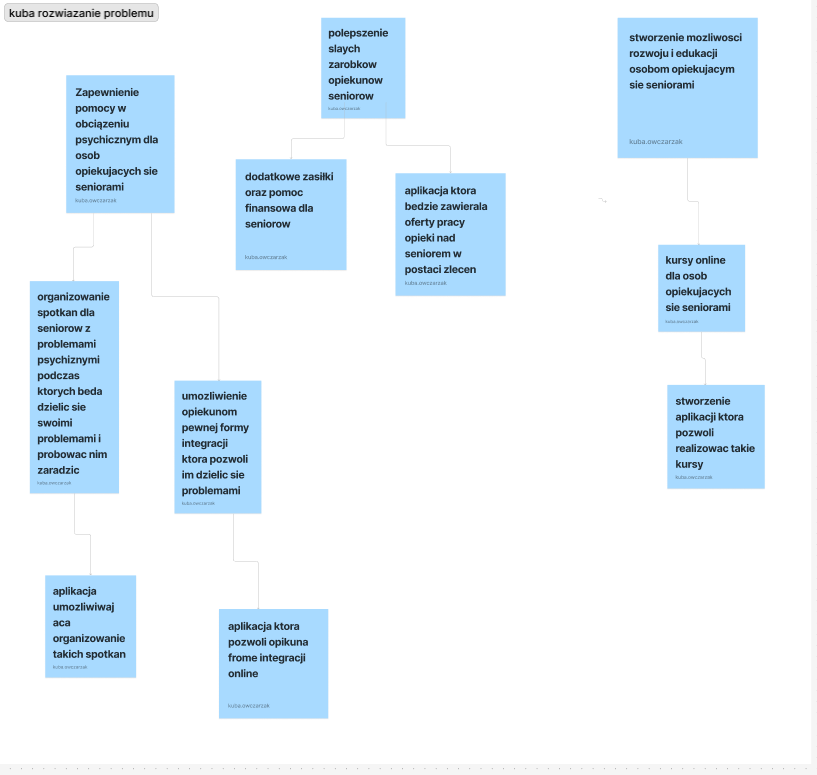 kuba rozwiazanie problemu
Zapewnienie
pomocy w
obciązeniu
psychicznym dla
osob
opiekujacych sie
seniorami
kuba.owczarzak
polepszenie
slaych
zarobkow
opiekunow
seniorow
kuba.owczarzak
stworzenie mozliwosci
rozwoju i edukacji
osobom opiekujacym
sie seniorami
kuba.owczarzak
dodatkowe zasiłki
oraz pomoc
finansowa dla
seniorow
kuba.owczarzak
aplikacja ktora
bedzie zawierala
oferty pracy
opieki nad
seniorem w
postaci zlecen
kuba.owczarzak
kursy online
dla osob
opiekujacych
sie seniorami
kuba.owczarzak
organizowanie
spotkan dla
seniorow z
problemami
psychiznymi
podczas
ktorych beda
dzielic sie
swoimi
problemami i
probowac nim
zaradzic
kuba.owczarzak
umozliwienie
opiekunom
pewnej formy
integracji
ktora pozwoli
im dzielic sie
problemami
kuba.owczarzak
stworzenie
aplikacji ktora
pozwoli
realizowac takie
kursy
kuba.owczarzak
aplikacja
umozliwiwaj
aca
organizowanie
takich spotkan
kuba.owczarzak
aplikacja ktora
pozwoli opikuna
frome integracji
online
kuba.owczarzak